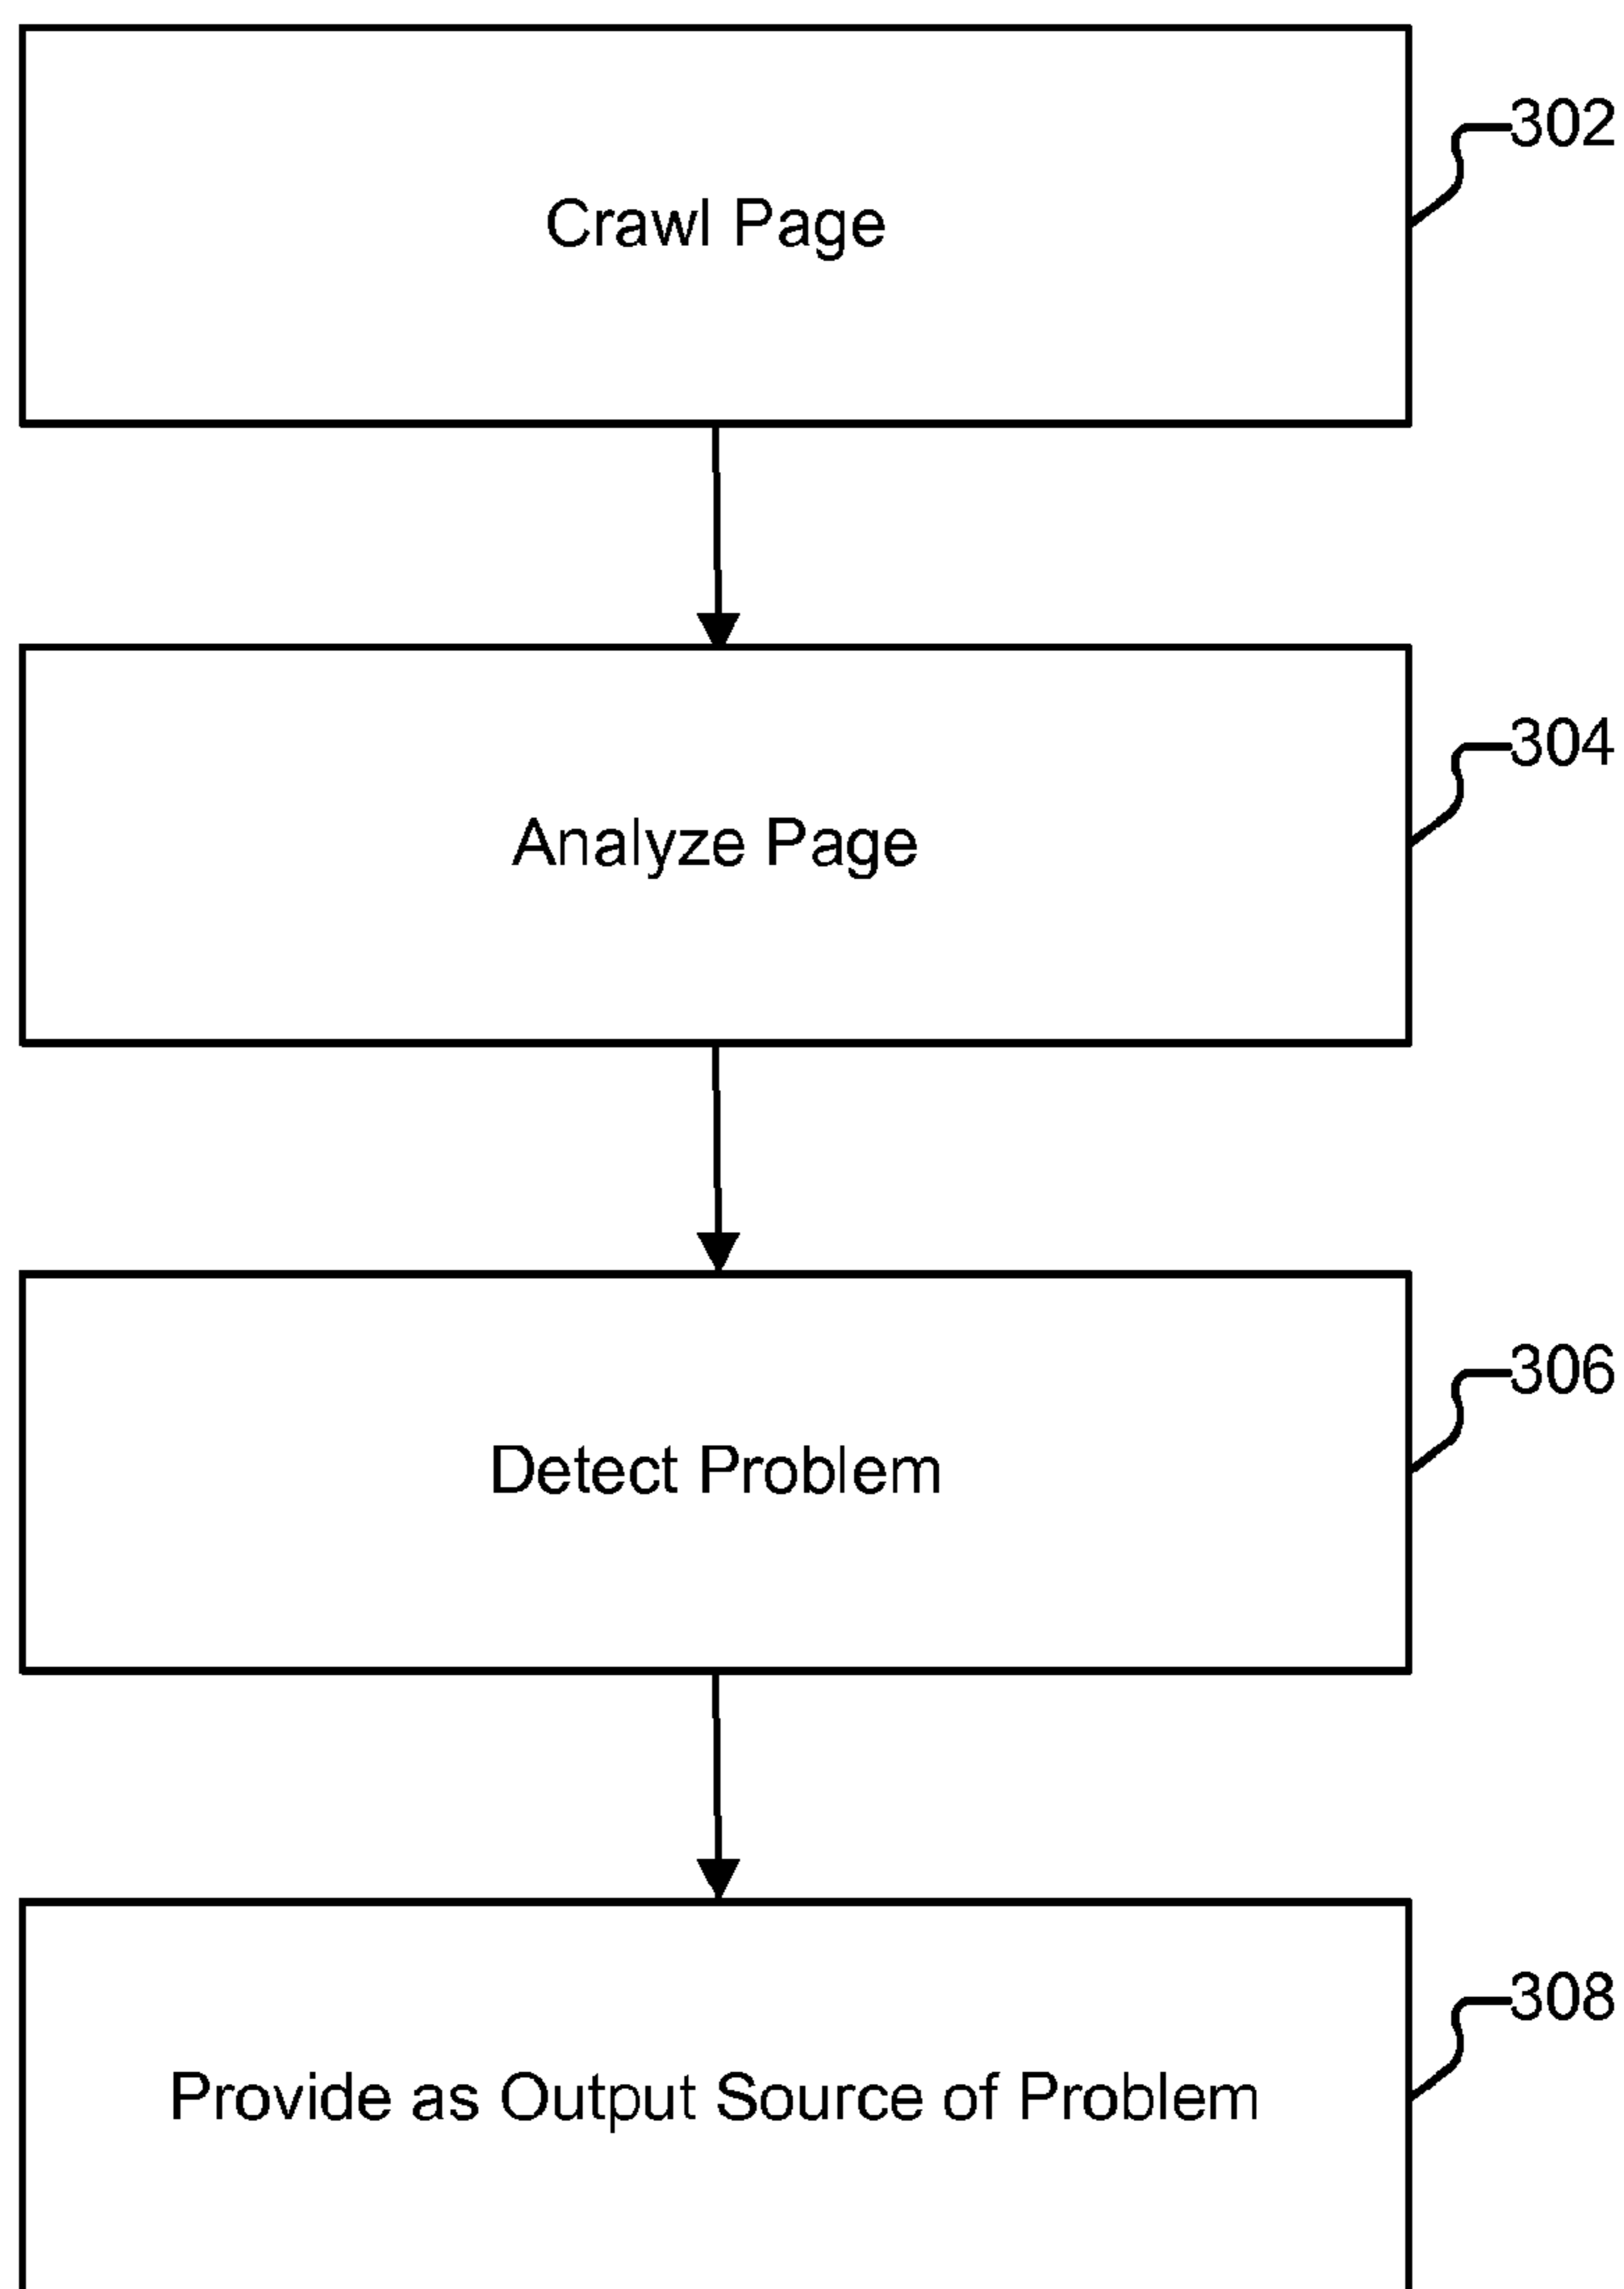 302
Crawl Page
304
Analyze Page
306
Detect Problem
308
Provide as Output Source of Problem